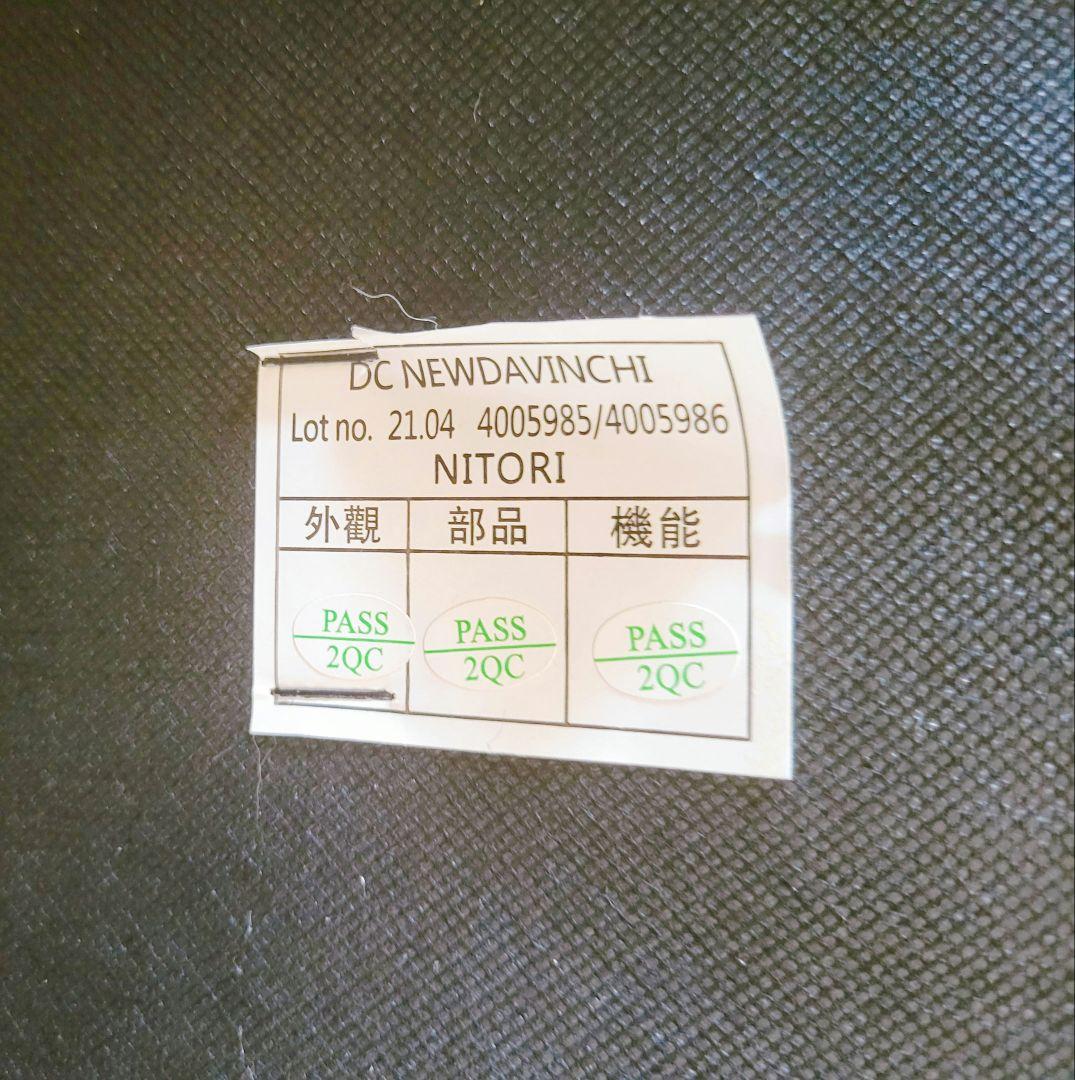 DC NEWDAVINCHI
Lot no. 21.04 4005985/4005986
NITORI
外觀 部品 機能
PASS PASS PASS
2QC 2QC 2QC